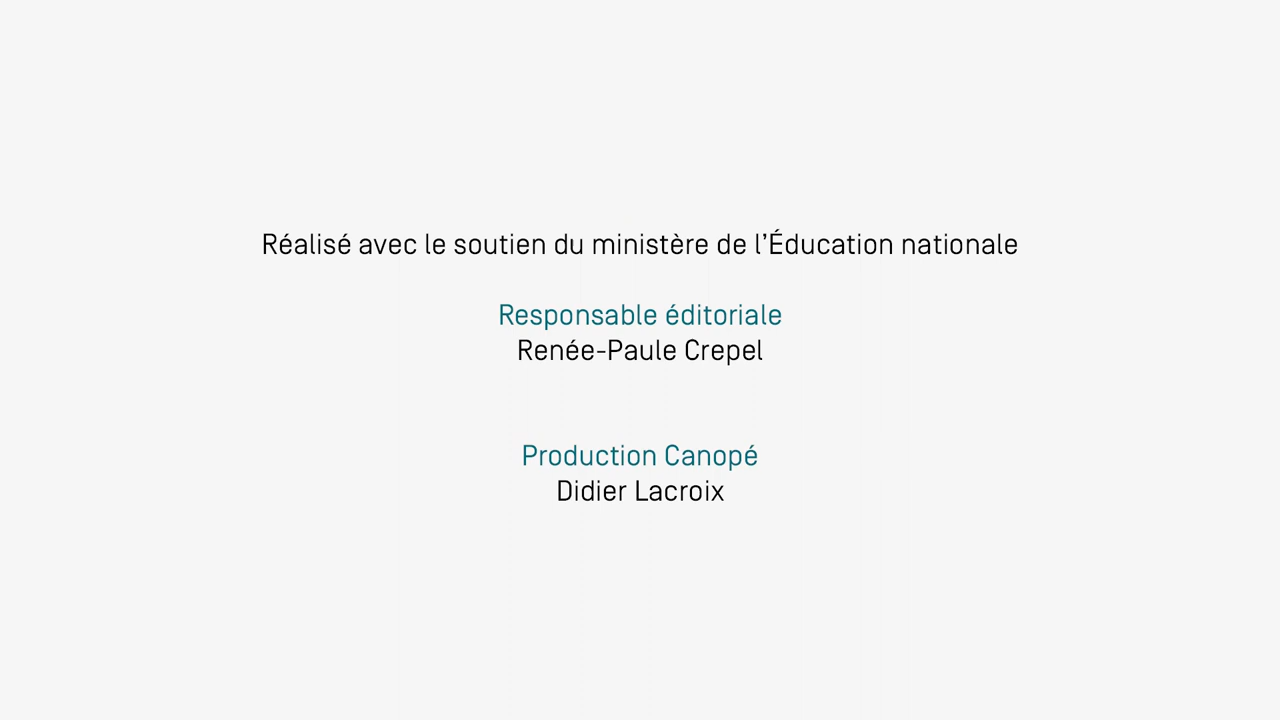 Réalisé avec le soutien du ministère de l’Éducation nationale
Responsable éditoriale
Renée-Paule Crepel
Production Canopé
Didier Lacroix